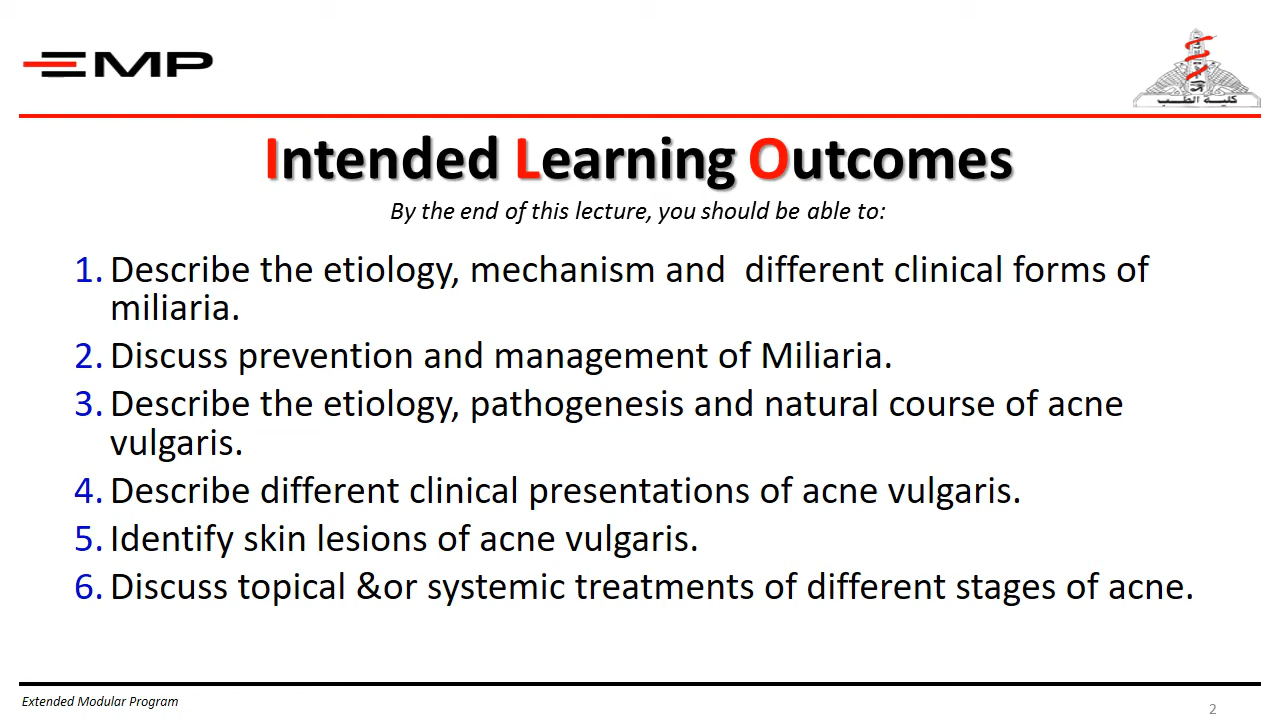 EMP
كلية الطب
Intended Learning Outcomes
By the end of this lecture, you should be able to:
1. Describe the etiology, mechanism and  different clinical forms of
miliaria.
2. Discuss prevention and management of Miliaria.
3. Describe the etiology, pathogenesis and natural course of acne
vulgaris.
4. Describe different clinical presentations of acne vulgaris.
5. Identify skin lesions of acne vulgaris.
6. Discuss topical &or systemic treatments of different stages of acne.
Extended Modular Program
2